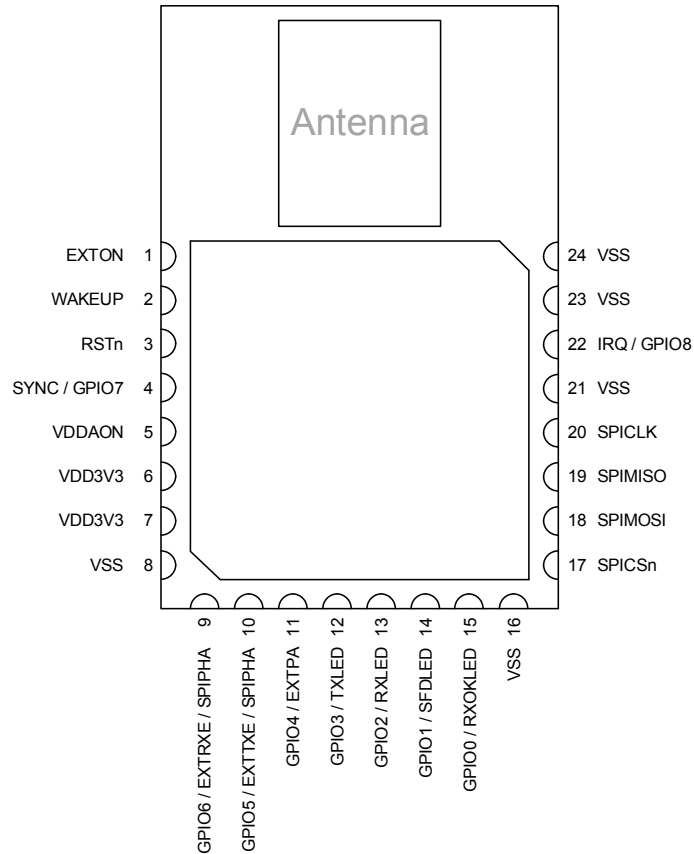 Antenna
EXTON 1
WAKEUP 2
RSTn 3
SYNC / GPIO7 4
VDDAON 5
VDD3V3 6
VDD3V3 7
VSS 8
24 VSS
23 VSS
22 IRQ / GPIO8
21 VSS
20 SPICLK
19 SPIMISO
18 SPIMOSI
17 SPICSn
GPIO6 / EXTRXE / SPIPHA 9
GPIO5 / EXTTXE / SPIPHA 10
GPIO4 / EXTPA 11
GPIO3 / TXLED 12
GPIO2 / RXLED 13
GPIO1 / SFDLED 14
GPIO0 / RXOKLED 15
VSS 16